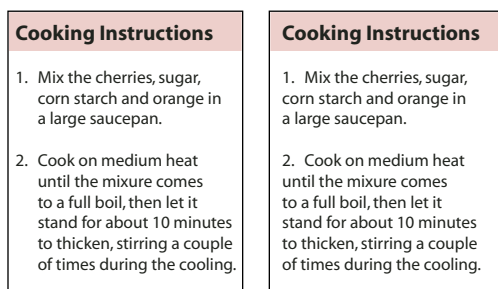 Cooking Instructions
1. Mix the cherries, sugar,
corn starch and orange in
a large saucepan.
2. Cook on medium heat
until the mixure comes
to a full boil, then let it
stand for about 10 minutes
to thicken, stirring a couple
of times during the cooling.
Cooking Instructions
1. Mix the cherries, sugar,
corn starch and orange in
a large saucepan.
2. Cook on medium heat
until the mixure comes
to a full boil, then let it
stand for about 10 minutes
to thicken, stirring a couple
of times during the cooling.